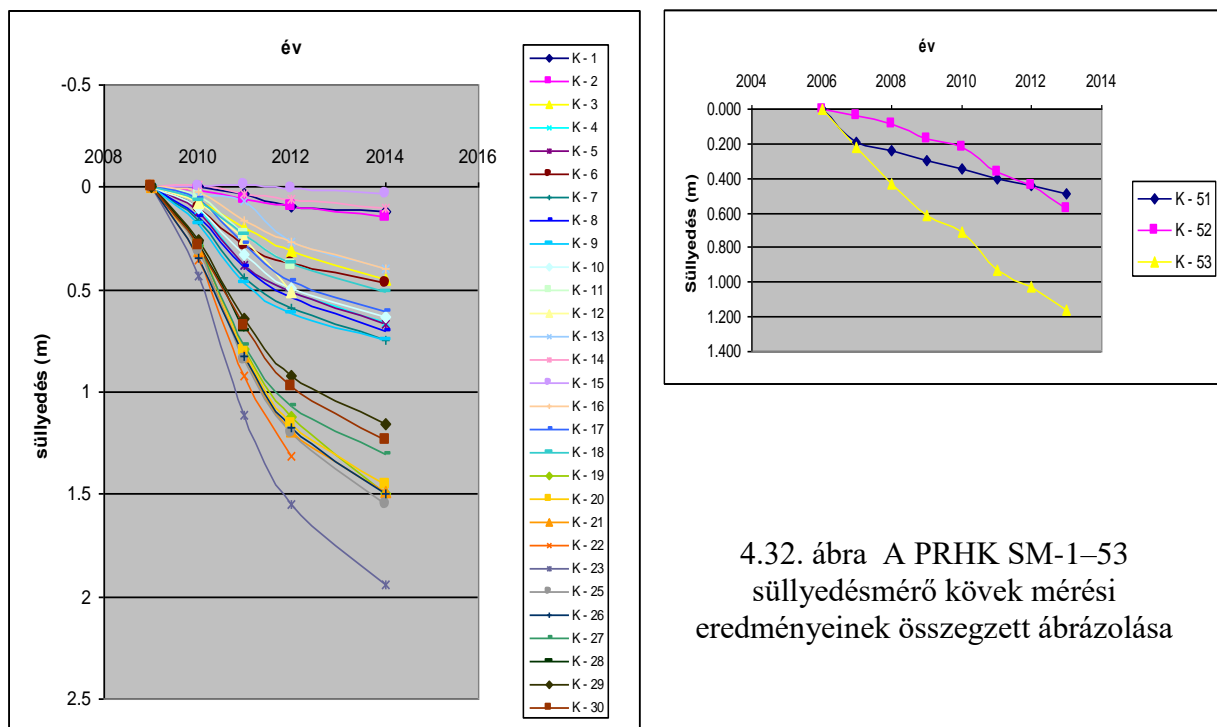 év
-0.5
2008 2010 2012 2014 2016
0
0.5
1
1.5
2
2.5
süllyedés (m)
K - 1
K - 2
K - 3
K - 4
K - 5
K - 6
K - 7
K - 8
K - 9
K - 10
K - 11
K - 12
K - 13
K - 14
K - 15
K - 16
K - 17
K - 18
K - 19
K - 20
K - 21
K - 22
K - 23
K - 25
K - 26
K - 27
K - 28
K - 29
K - 30
év
2004 2006 2008 2010 2012 2014
0.000
0.200
0.400
0.600
0.800
1.000
1.200
1.400
Süllyedés (m)
K - 51
K - 52
K - 53
4.32. ábra A PRHK SM-1–53
süllyedésmérő kövek mérési
eredményeinek összegzett ábrázolása